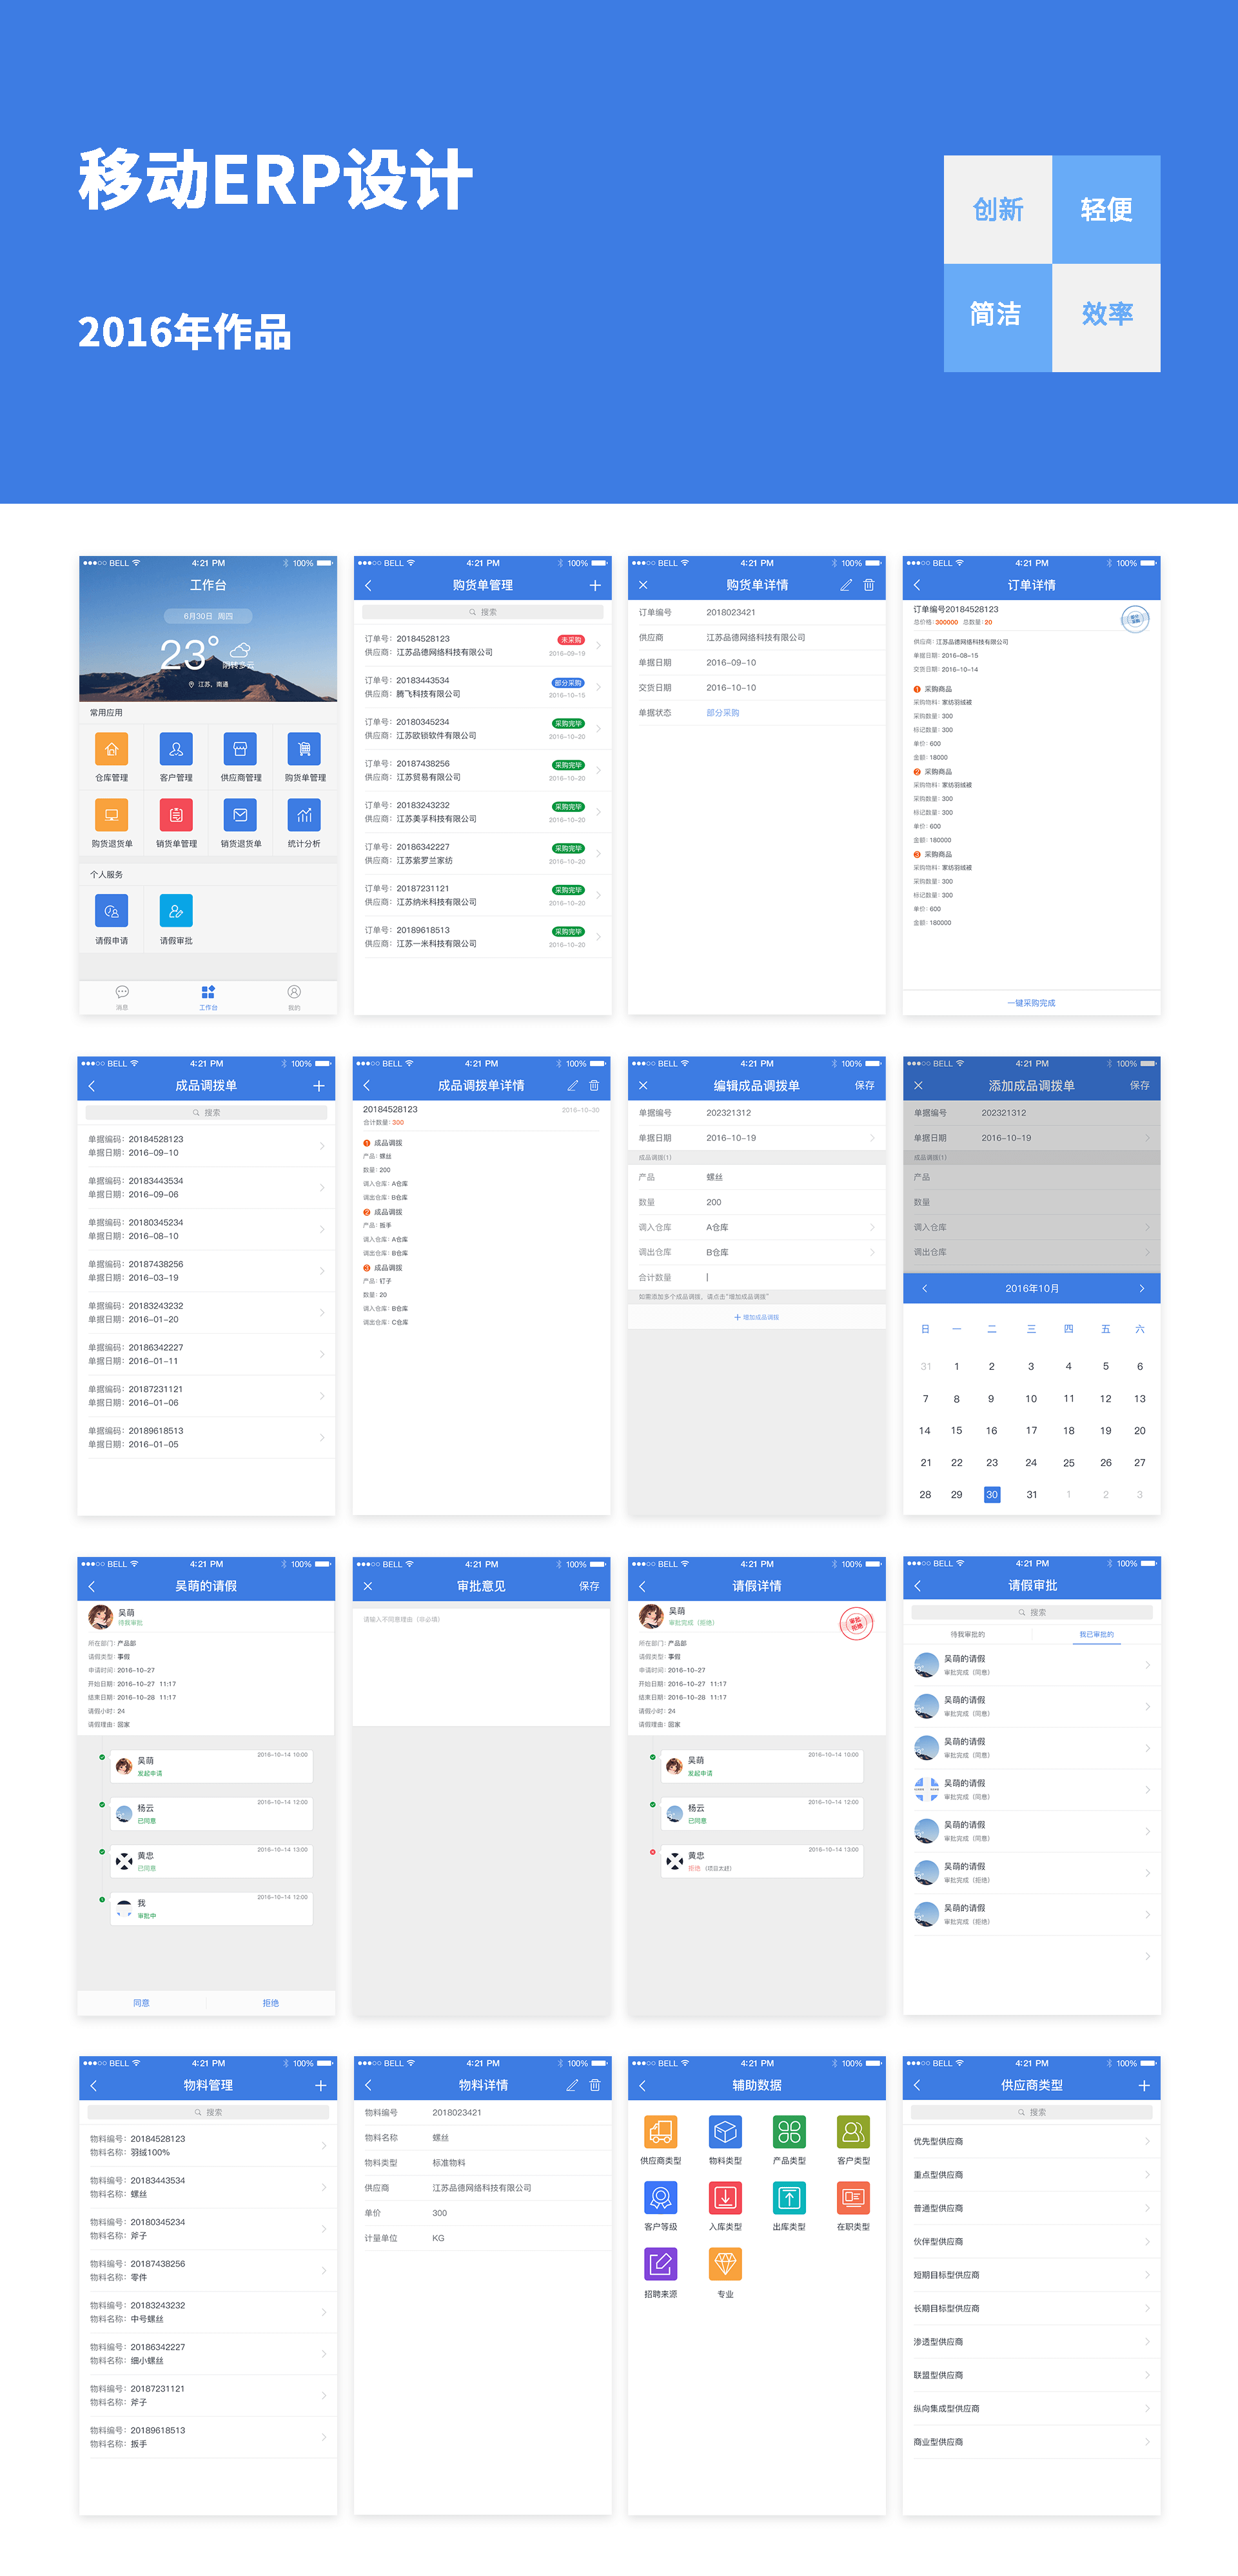 移动ERP设计
2016年作品
创新 轻便
简洁 效率
BELL 4:21 PM 100%
工作台
6月30日 周四
23°
江苏，南通
常用应用
仓库管理 客户管理 供应商管理 购货单管理
购货退货单 销货单管理 销货退货单 统计分析
个人服务
请假申请 请假审批
消息 工作台 我的
BELL 4:21 PM 100%
购货单管理
搜索
订单号：20184528123 未采购
供应商：江苏品德网络科技有限公司 2016-09-19
订单号：20183443534 部分采购
供应商：腾飞科技有限公司 2016-10-15
订单号：20180345234 采购完毕
供应商：江苏欧锁软件有限公司 2016-10-20
订单号：20187438256 采购完毕
供应商：江苏贸易有限公司 2016-10-20
订单号：20183243232 采购完毕
供应商：江苏美孚科技有限公司 2016-10-20
订单号：20186342227 采购完毕
供应商：江苏紫罗兰家纺 2016-10-20
订单号：20187231121 采购完毕
供应商：江苏纳米科技有限公司 2016-10-20
订单号：20189618513 采购完毕
供应商：江苏一米科技有限公司 2016-10-20
BELL 4:21 PM 100%
购货单详情
订单编号 2018023421
供应商 江苏品德网络科技有限公司
单据日期 2016-09-10
交货日期 2016-10-10
单据状态 部分采购
BELL 4:21 PM 100%
订单详情
订单编号20184528123
总价格：300000 总数量：20
供应商：江苏品德网络科技有限公司
单据日期：2016-08-15
交货日期：2016-10-14
1 采购商品
采购物料：家纺羽绒被
采购数量：300
标记数量：300
单价：600
金额：18000
2 采购商品
采购物料：家纺羽绒被
采购数量：300
标记数量：300
单价：600
金额：180000
3 采购商品
采购物料：家纺羽绒被
采购数量：300
标记数量：300
单价：600
金额：180000
一键采购完成
BELL 4:21 PM 100%
成品调拨单
搜索
单据编码：20184528123
单据日期：2016-09-10
单据编码：20183443534
单据日期：2016-09-06
单据编码：20180345234
单据日期：2016-08-10
单据编码：20187438256
单据日期：2016-03-19
单据编码：20183243232
单据日期：2016-01-20
单据编码：20186342227
单据日期：2016-01-11
单据编码：20187231121
单据日期：2016-01-06
单据编码：20189618513
单据日期：2016-01-05
BELL 4:21 PM 100%
成品调拨单详情
20184528123 2016-10-30
合计数量：300
1 成品调拨
产品：螺丝
数量：200
调入仓库：A仓库
调出仓库：B仓库
2 成品调拨
产品：扳手
调入仓库：A仓库
调出仓库：B仓库
3 成品调拨
产品：钉子
数量：20
调入仓库：B仓库
调出仓库：C仓库
BELL 4:21 PM 100%
编辑成品调拨单 保存
单据编号 202321312
单据日期 2016-10-19
成品调拨(1)
产品 螺丝
数量 200
调入仓库 A仓库
调出仓库 B仓库
合计数量
如需添加多个成品调拨，请点击“增加成品调拨”
+ 增加成品调拨
BELL 4:21 PM 100%
添加成品调拨单 保存
单据编号 202321312
单据日期 2016-10-19
成品调拨(1)
产品
数量
调入仓库
调出仓库
2016年10月
日 一 二 三 四 五 六
31 1 2 3 4 5 6
7 8 9 10 11 12 13
14 15 16 17 18 19 20
21 22 23 24 25 26 27
28 29 30 31 1 2 3
BELL 4:21 PM 100%
吴萌的请假
吴萌
待我审批
所在部门：产品部
请假类型：事假
申请时间：2016-10-27
开始日期：2016-10-27 11:17
结束日期：2016-10-28 11:17
请假小时：24
请假理由：回家
吴萌 2016-10-14 10:00
发起申请
杨云 2016-10-14 12:00
已同意
黄忠 2016-10-14 13:00
已同意
我 2016-10-14 12:00
审批中
同意 拒绝
BELL 4:21 PM 100%
审批意见 保存
请输入不同意理由（非必填）
BELL 4:21 PM 100%
请假详情
吴萌
审批完成（拒绝）
审批拒绝
所在部门：产品部
请假类型：事假
申请时间：2016-10-27
开始日期：2016-10-27 11:17
结束日期：2016-10-28 11:17
请假小时：24
请假理由：回家
吴萌 2016-10-14 10:00
发起申请
杨云 2016-10-14 12:00
已同意
黄忠 2016-10-14 13:00
拒绝（项目太赶）
BELL 4:21 PM 100%
请假审批
搜索
待我审批的 我已审批的
吴萌的请假
审批完成（同意）
吴萌的请假
审批完成（同意）
吴萌的请假
审批完成（同意）
吴萌的请假
审批完成（同意）
吴萌的请假
审批完成（同意）
吴萌的请假
审批完成（拒绝）
吴萌的请假
审批完成（拒绝）
BELL 4:21 PM 100%
物料管理
搜索
物料编号：20184528123
物料名称：羽绒100%
物料编号：20183443534
物料名称：螺丝
物料编号：20180345234
物料名称：斧子
物料编号：20187438256
物料名称：零件
物料编号：20183243232
物料名称：中号螺丝
物料编号：20186342227
物料名称：细小螺丝
物料编号：20187231121
物料名称：斧子
物料编号：20189618513
物料名称：扳手
BELL 4:21 PM 100%
物料详情
物料编号 2018023421
物料名称 螺丝
物料类型 标准物料
供应商 江苏品德网络科技有限公司
单价 300
计量单位 KG
BELL 4:21 PM 100%
辅助数据
供应商类型 物料类型 产品类型 客户类型
客户等级 入库类型 出库类型 在职类型
招聘来源 专业
BELL 4:21 PM 100%
供应商类型
搜索
优先型供应商
重点型供应商
普通型供应商
伙伴型供应商
短期目标型供应商
长期目标型供应商
渗透型供应商
联盟型供应商
纵向集成型供应商
商业型供应商